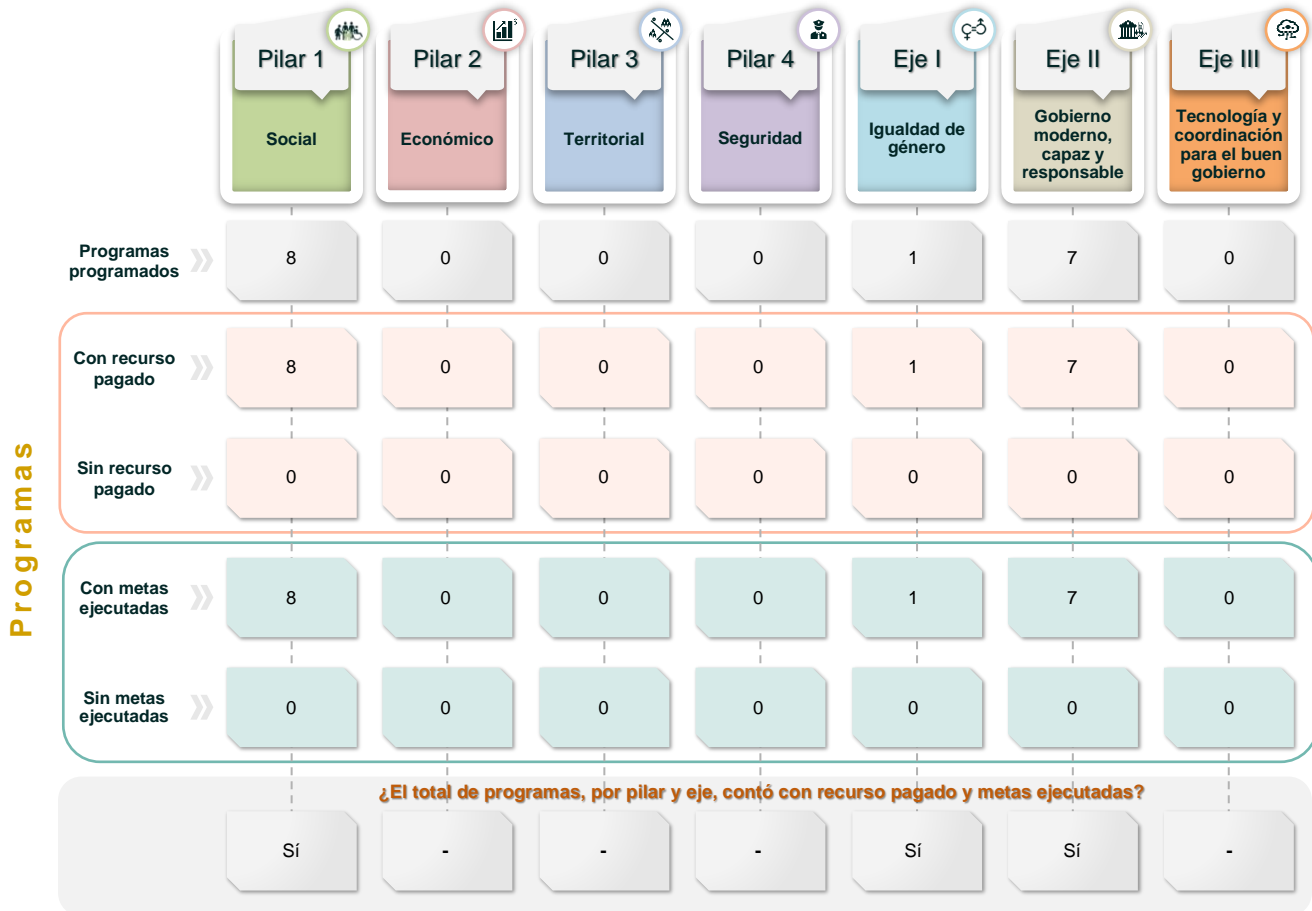 Pilar 1
Pilar 2
Pilar 3
Pilar 4
Eje I
Eje II
Eje III
Social
Económico
Territorial
Seguridad
Igualdad de
género
Gobierno
moderno,
capaz y
responsable
Tecnología y
coordinación
para el buen
gobierno
Programas
Programas
programados
8 0 0 0 1 7 0
Con recurso
pagado
8 0 0 0 1 7 0
Sin recurso
pagado
0 0 0 0 0 0 0
Con metas
ejecutadas
8 0 0 0 1 7 0
Sin metas
ejecutadas
0 0 0 0 0 0 0
¿El total de programas, por pilar y eje, contó con recurso pagado y metas ejecutadas?
Sí - - - Sí Sí -